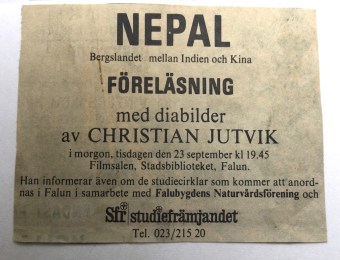 NEPAL
Bergslandet mellan Indien och Kina
FÖRELÄSNING
med diabilder
av CHRISTIAN JUTVIK
i morgon, tisdagen den 23 september kl 19.45
Filmsalen, Stadsbiblioteket, Falun.
Han informerar även om de studiecirklar som kommer att anord-
nas i Falun i samarbete med Falubygdens Naturvårdsförening och
Sfr studiefrämjandet
Tel. 023/215 20